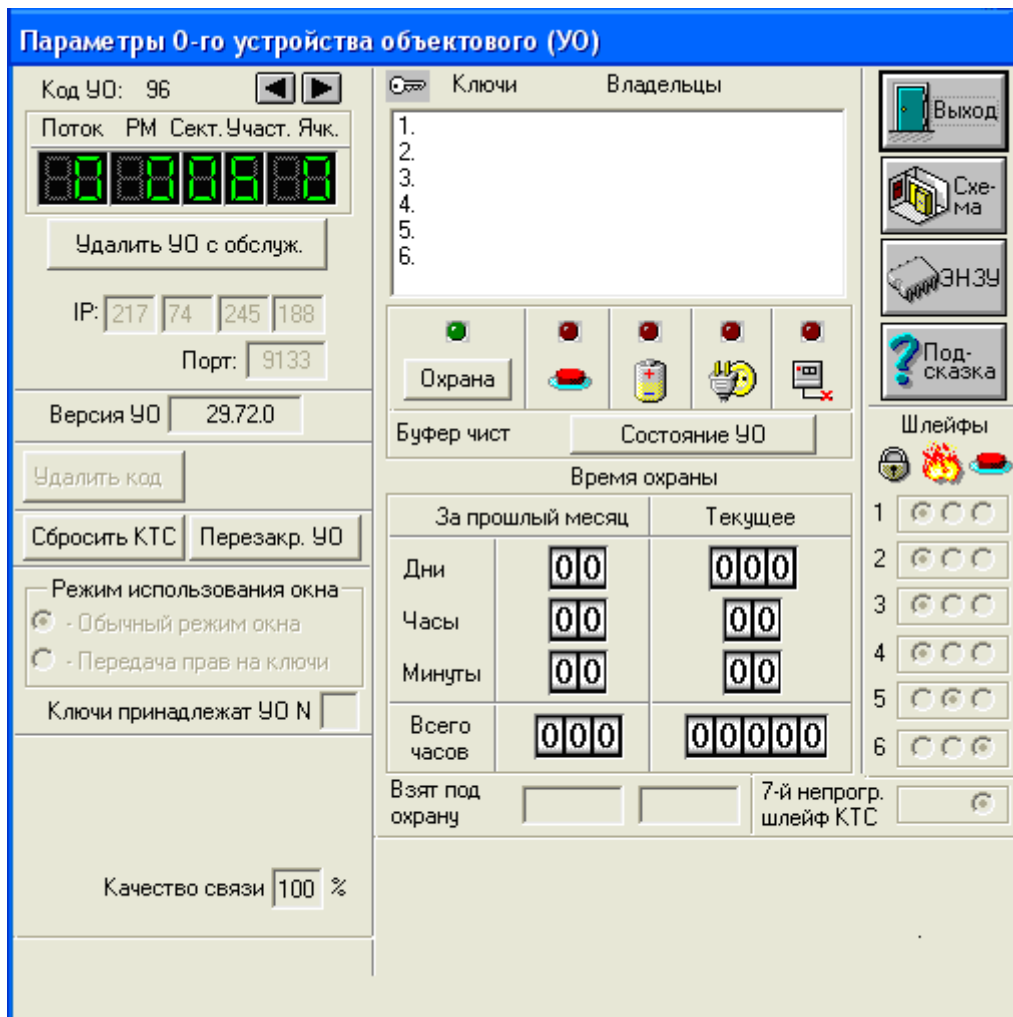 Параметры 0-го устройства объектового (УО)
Код УО: 96
Поток РМ Сект. Участ. Ячк.
0 0 0 6 0
Удалить УО с обслуж.
IP: 217 74 245 188
Порт: 9133
Версия УО 29.72.0
Удалить код
Сбросить КТС Перезакр. УО
Режим использования окна
- Обычный режим окна
- Передача прав на ключи
Ключи принадлежат УО N
Качество связи 100 %
Ключи Владельцы
1.
2.
3.
4.
5.
6.
Охрана
Буфер чист Состояние УО
Время охраны
За прошлый месяц Текущее
Дни 00 000
Часы 00 00
Минуты 00 00
Всего
часов 000 00000
Взят под
охрану
7-й непрогр.
шлейф КТС
Выход
Схе-
ма
ЭНЗУ
Под-
сказка
Шлейфы
1
2
3
4
5
6